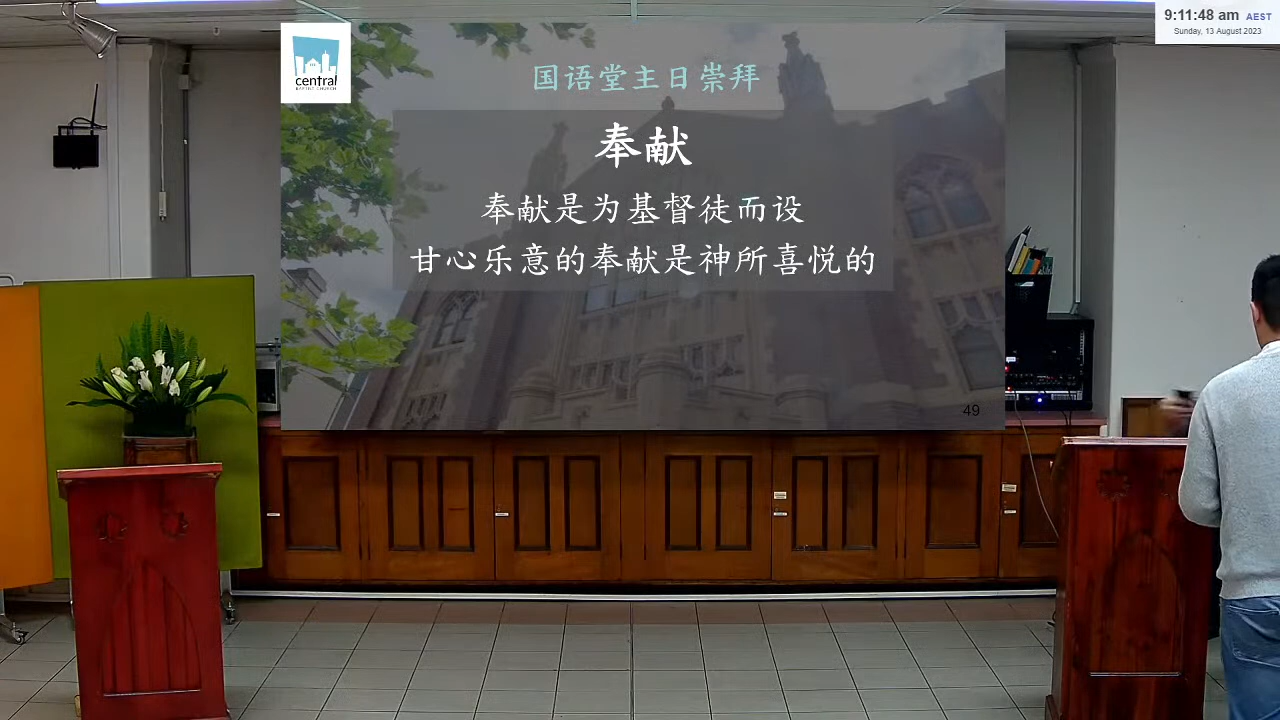 9:11:48 am AEST
Sunday, 13 August 2023
central
BAPTIST CHURCH
国语堂主日崇拜
奉献
奉献是为基督徒而设
甘心乐意的奉献是神所喜悦的
49